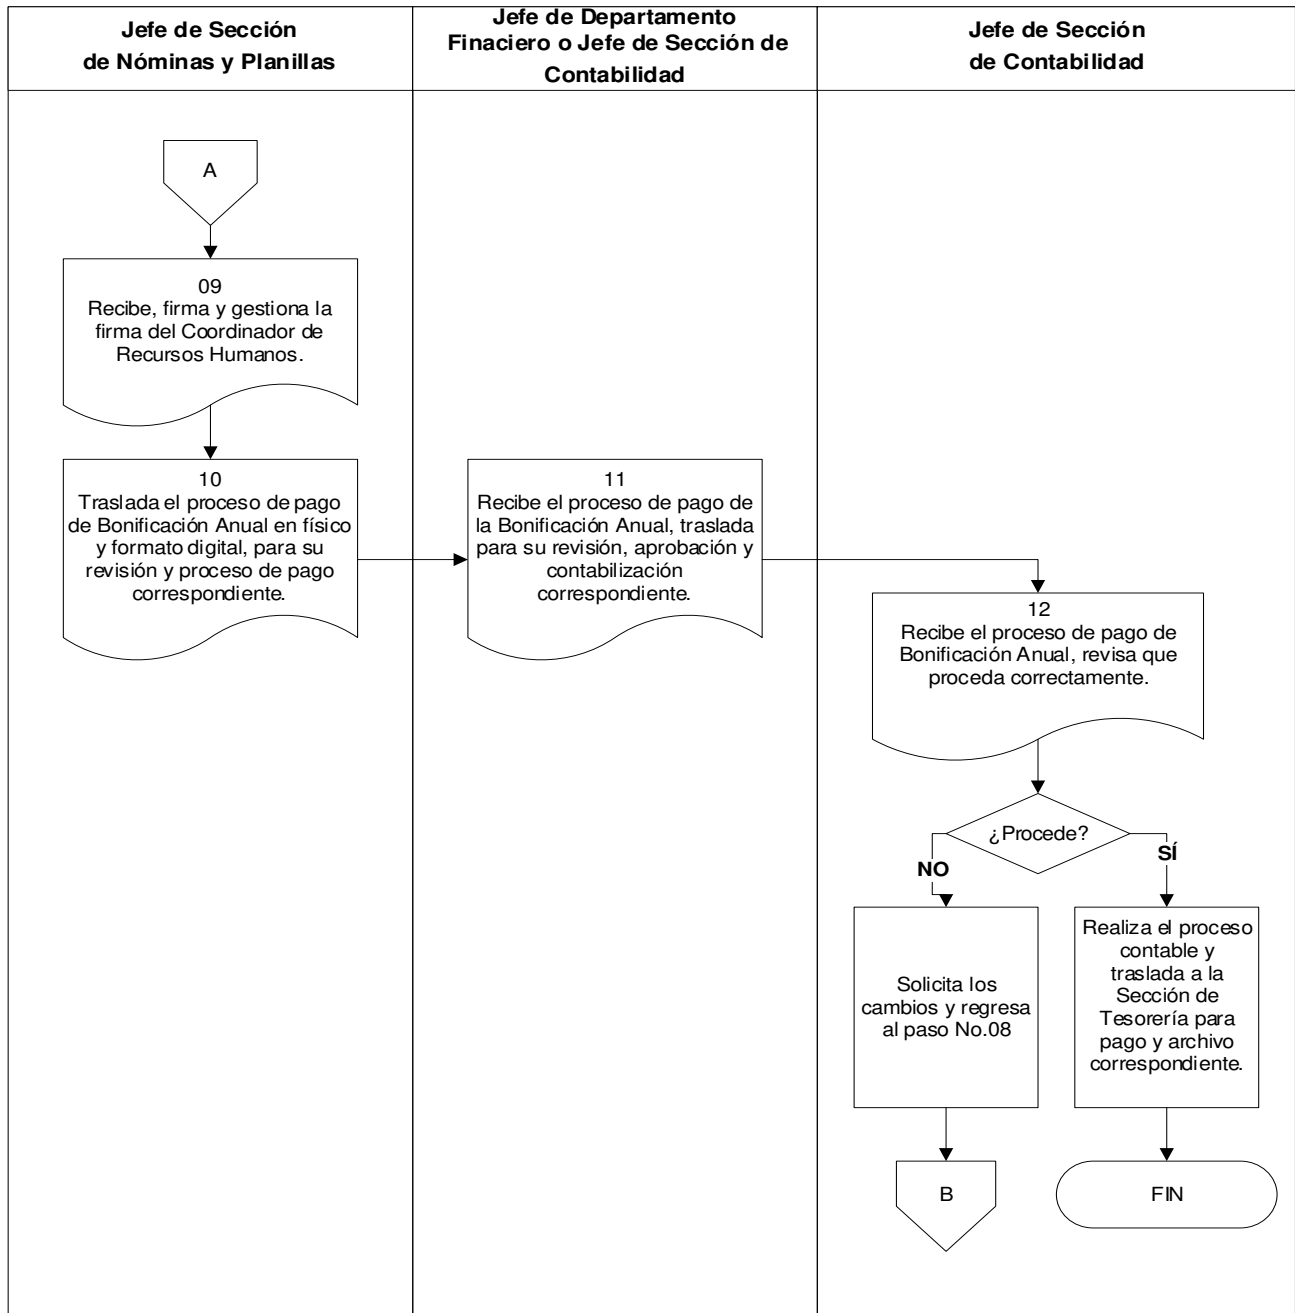 Jefe de Sección
de Nóminas y Planillas
Jefe de Departamento
Finaciero o Jefe de Sección de
Contabilidad
Jefe de Sección
de Contabilidad
A
09
Recibe, firma y gestiona la
firma del Coordinador de
Recursos Humanos.
10
Traslada el proceso de pago
de Bonificación Anual en físico
y formato digital, para su
revisión y proceso de pago
correspondiente.
11
Recibe el proceso de pago de
la Bonificación Anual, traslada
para su revisión, aprobación y
contabilización
correspondiente.
12
Recibe el proceso de pago de
Bonificación Anual, revisa que
proceda correctamente.
¿Procede?
NO
SÍ
Solicita los
cambios y regresa
al paso No.08
Realiza el proceso
contable y
traslada a la
Sección de
Tesorería para
pago y archivo
correspondiente.
B
FIN